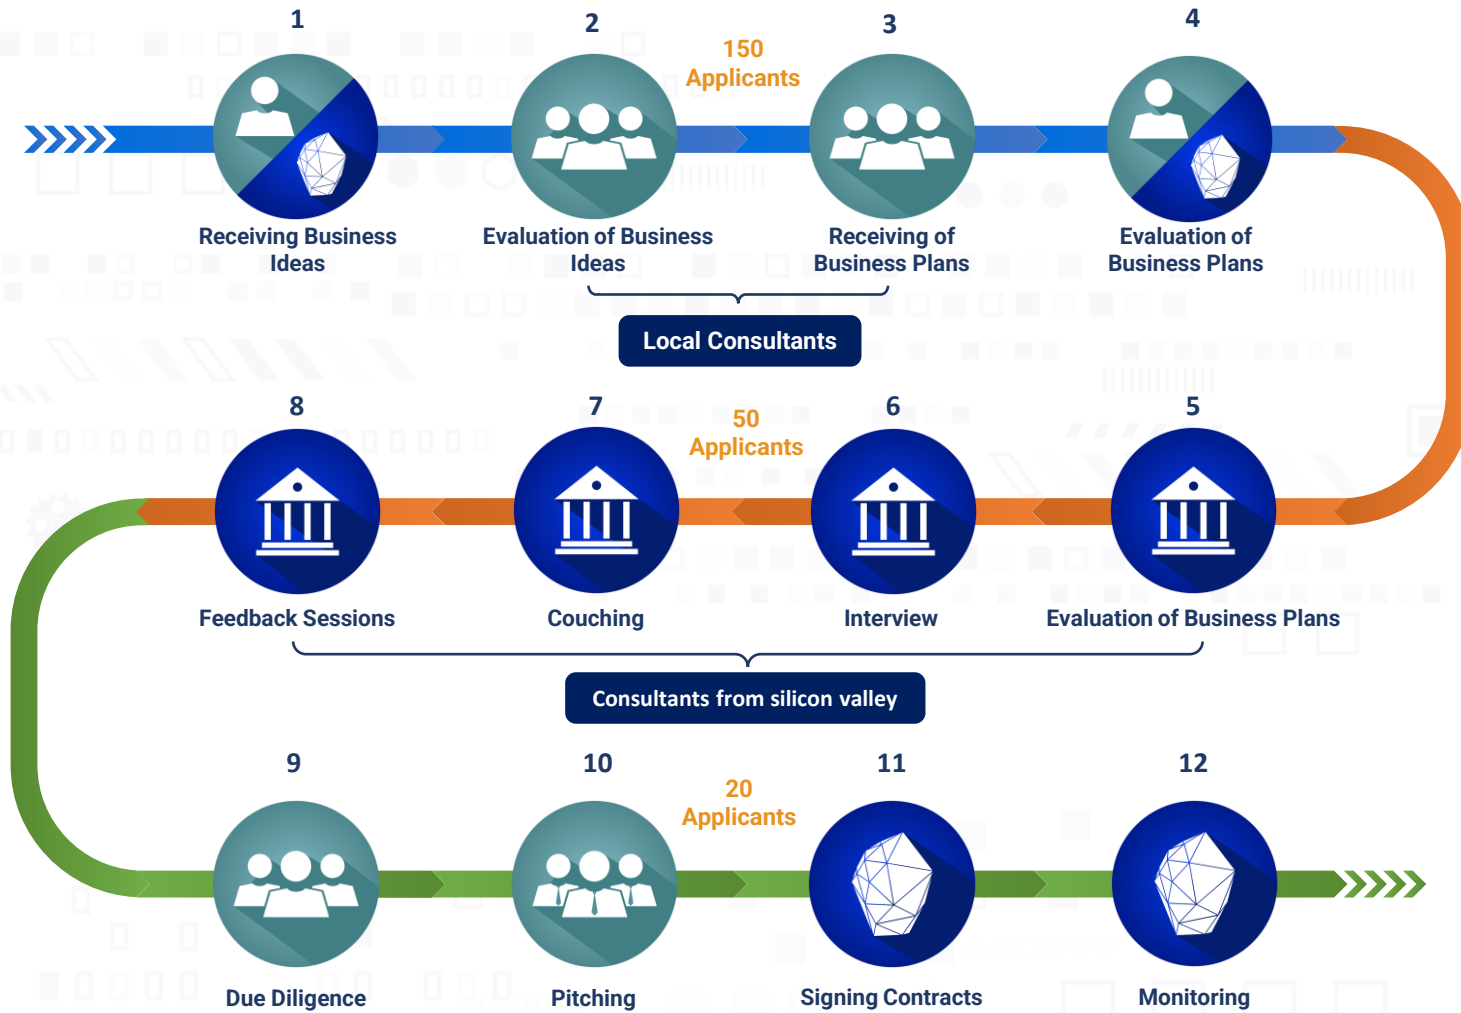 1
2
3
4
150
Applicants
Receiving Business
Ideas
Evaluation of Business
Ideas
Receiving of
Business Plans
Evaluation of
Business Plans
Local Consultants
8
7
6
5
50
Applicants
Feedback Sessions
Couching
Interview
Evaluation of Business Plans
Consultants from silicon valley
9
10
11
12
20
Applicants
Due Diligence
Pitching
Signing Contracts
Monitoring